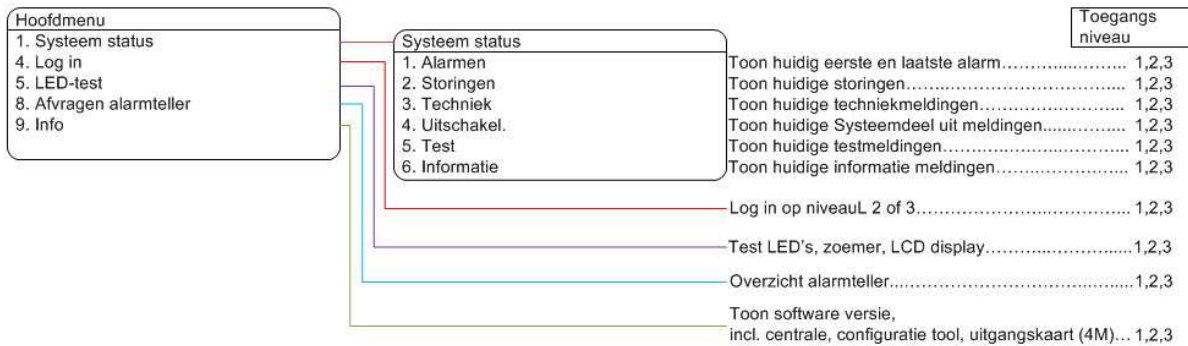 Hoofdmenu
1. Systeem status
4. Log in
5. LED-test
8. Afvragen alarmteller
9. Info
Systeem status
1. Alarmen
2. Storingen
3. Techniek
4. Uitschakel.
5. Test
6. Informatie
Toegangs
niveau
Toon huidig eerste en laatste alarm................... 1,2,3
Toon huidige storingen................................... 1,2,3
Toon huidige techniekmeldingen........................ 1,2,3
Toon huidige Systeemdeel uit meldingen............... 1,2,3
Toon huidige testmeldingen.............................. 1,2,3
Toon huidige informatie meldingen..................... 1,2,3
Log in op niveauL 2 of 3................................... 1,2,3
Test LED's, zoemer, LCD display........................1,2,3
Overzicht alarmteller....................................... 1,2,3
Toon software versie,
incl. centrale, configuratie tool, uitgangskaart (4M)... 1,2,3